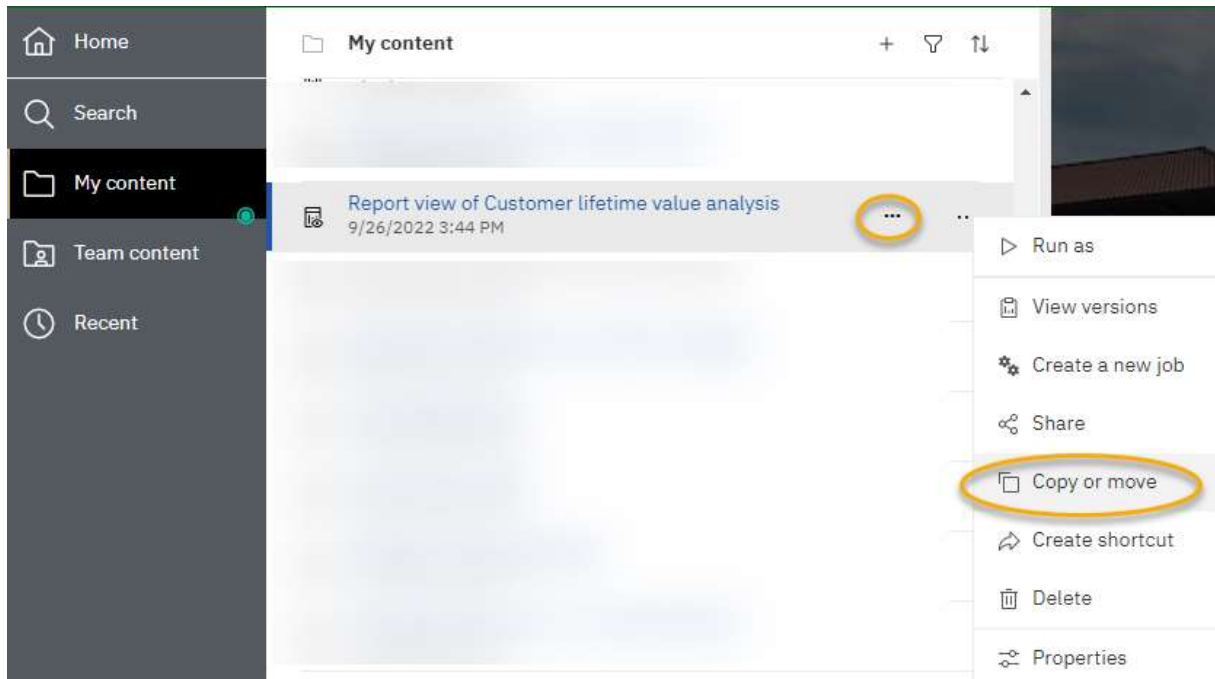 Home
My content
Search
My content
Report view of Customer lifetime value analysis
9/26/2022 3:44 PM
Team content
Run as
Recent
View versions
Create a new job
Share
Copy or move
Create shortcut
Delete
Properties